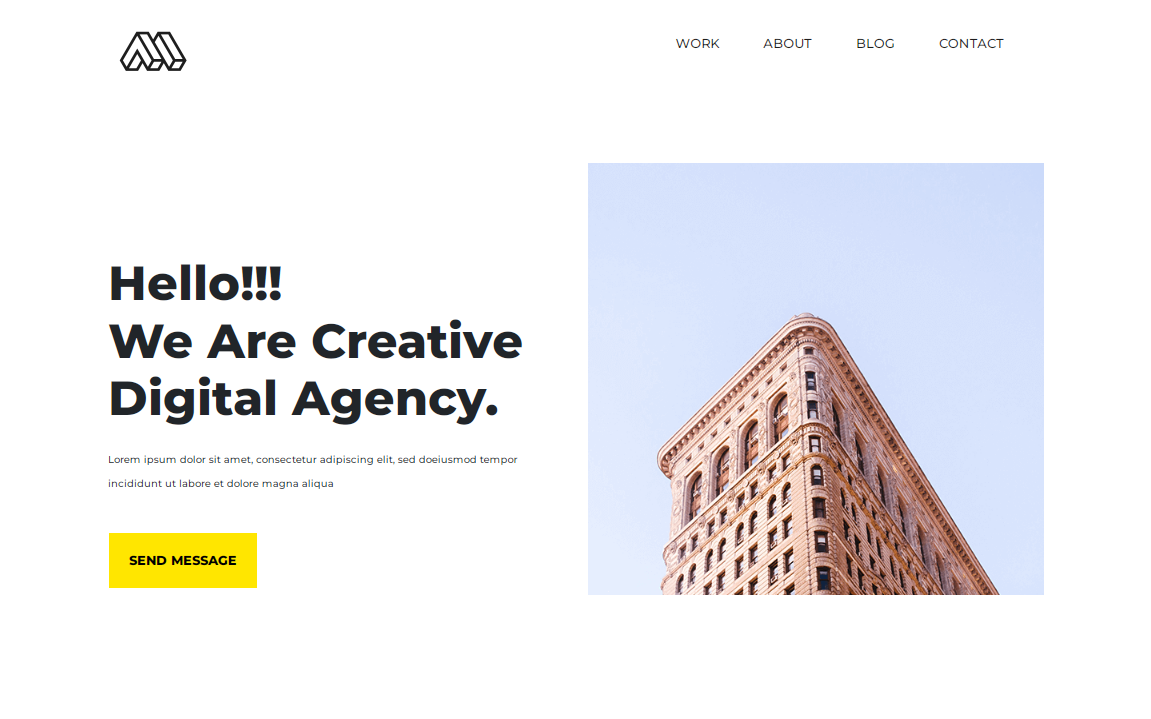 WORK ABOUT BLOG CONTACT
Hello!!!
We Are Creative
Digital Agency.
Lorem ipsum dolor sit amet, consectetur adipiscing elit, sed doeiusmod tempor
incididunt ut labore et dolore magna aliqua
SEND MESSAGE